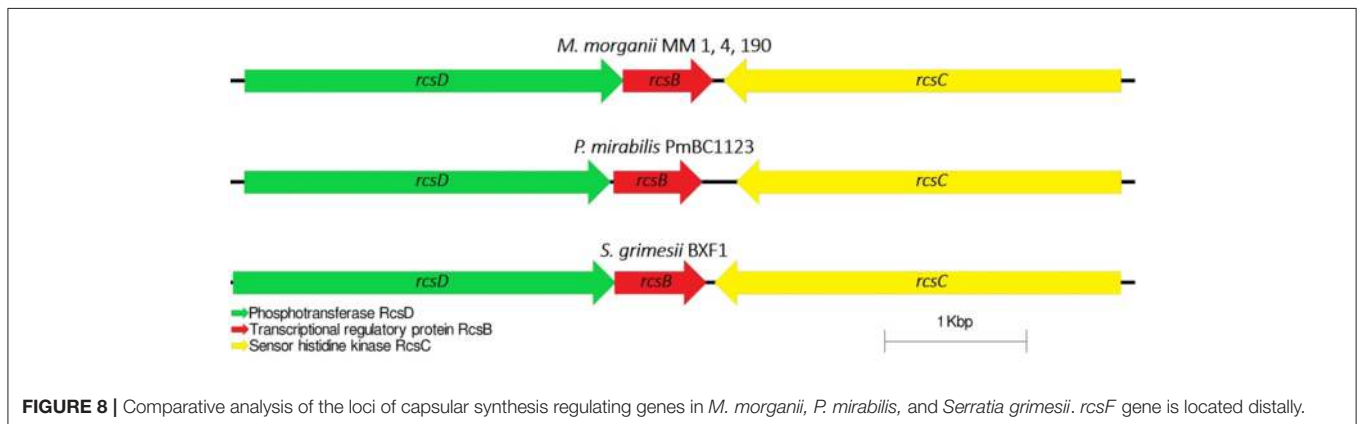 M. morganii MM 1, 4, 190
rcsD rcsB rcsC
P. mirabilis PmBC1123
rcsD rcsB rcsC
S. grimesii BXF1
rcsD rcsB rcsC
Phosphotransferase RcsD
Transcriptional regulatory protein RcsB
Sensor histidine kinase RcsC
1 Kbp
FIGURE 8 | Comparative analysis of the loci of capsular synthesis regulating genes in M. morganii, P. mirabilis, and Serratia grimesii. rcsF gene is located distally.